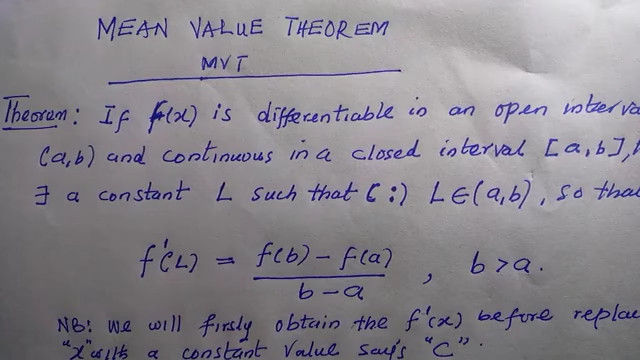 MEAN VALUE THEOREM
MVT
Theorem: If f(x) is differentiable in an open interva
(a,b) and continuous in a closed interval [a,b],
∃ a constant L such that (:) L∈(a,b), so tha
f'(L) = f(b) - f(a) / b - a , b > a.
NB: We will firstly obtain the f'(x) before replac
"x" with a constant value says "C".